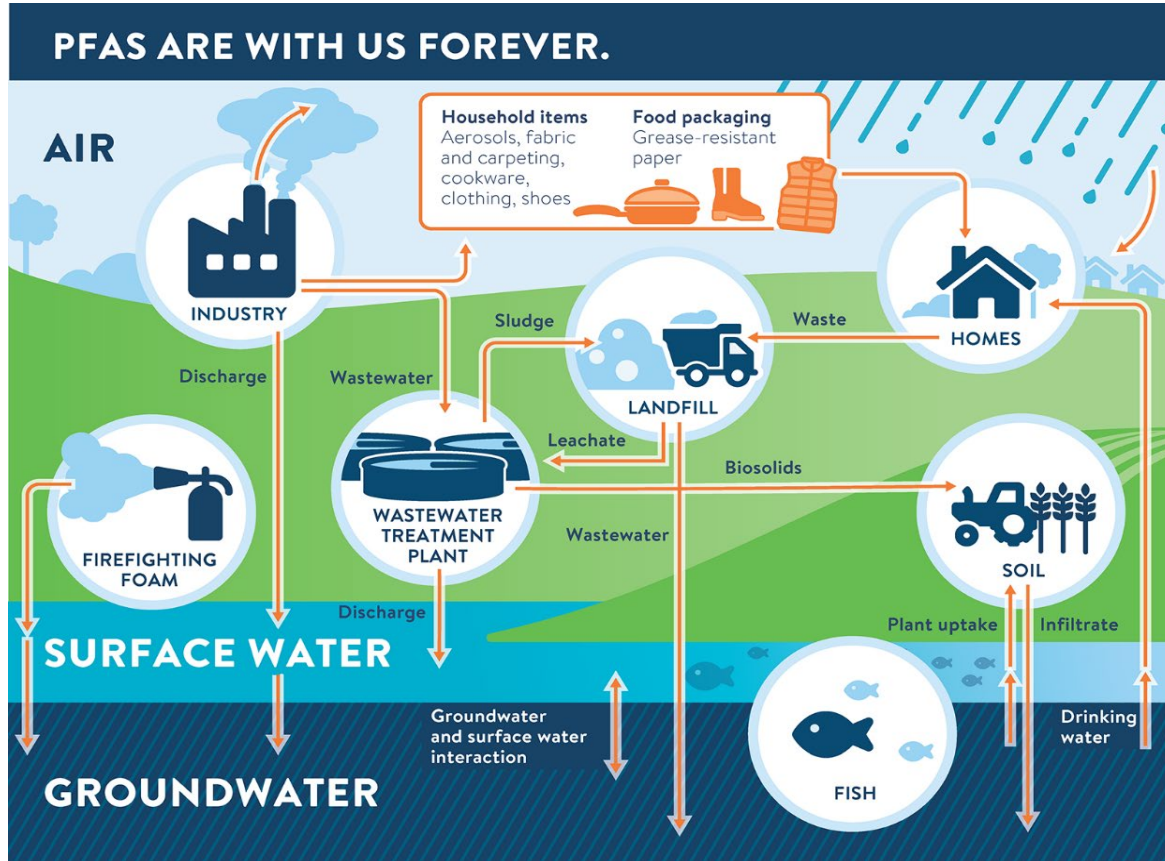 PFAS ARE WITH US FOREVER.
AIR
Household items
Aerosols, fabric
and carpeting,
cookware,
clothing, shoes
Food packaging
Grease-resistant
paper
INDUSTRY
HOMES
Sludge
Waste
Discharge
Wastewater
LANDFILL
Leachate
Biosolids
FIREFIGHTING
FOAM
WASTEWATER
TREATMENT
PLANT
Wastewater
SOIL
Discharge
Plant uptake
Infiltrate
SURFACE WATER
Groundwater
and surface water
interaction
Drinking
water
GROUNDWATER
FISH